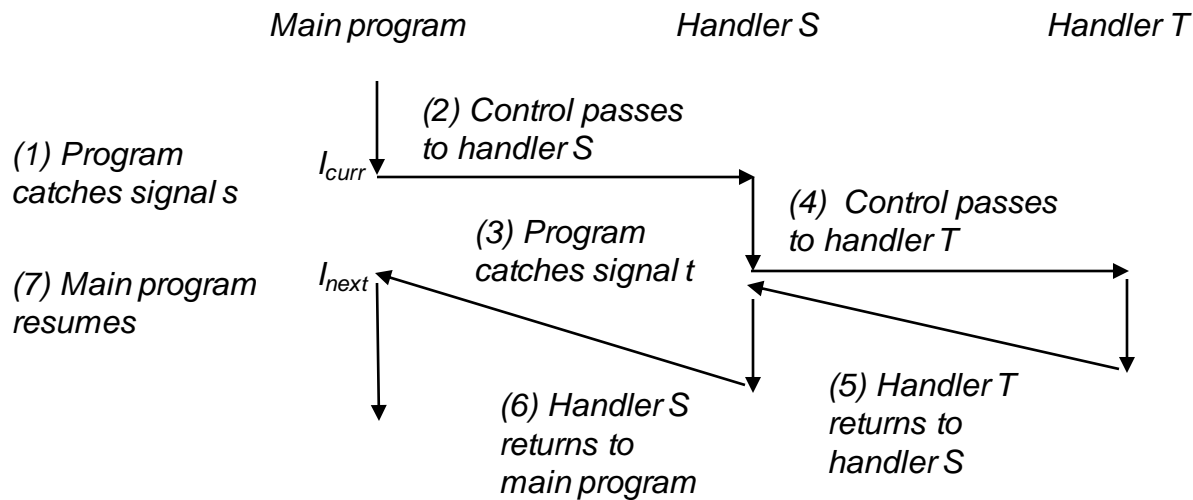 Main program
Handler S
Handler T
(2) Control passes
to handler S
(1) Program
catches signal s
Icurr
(4) Control passes
to handler T
(3) Program
catches signal t
(7) Main program
resumes
Inext
(6) Handler S
returns to
main program
(5) Handler T
returns to
handler S